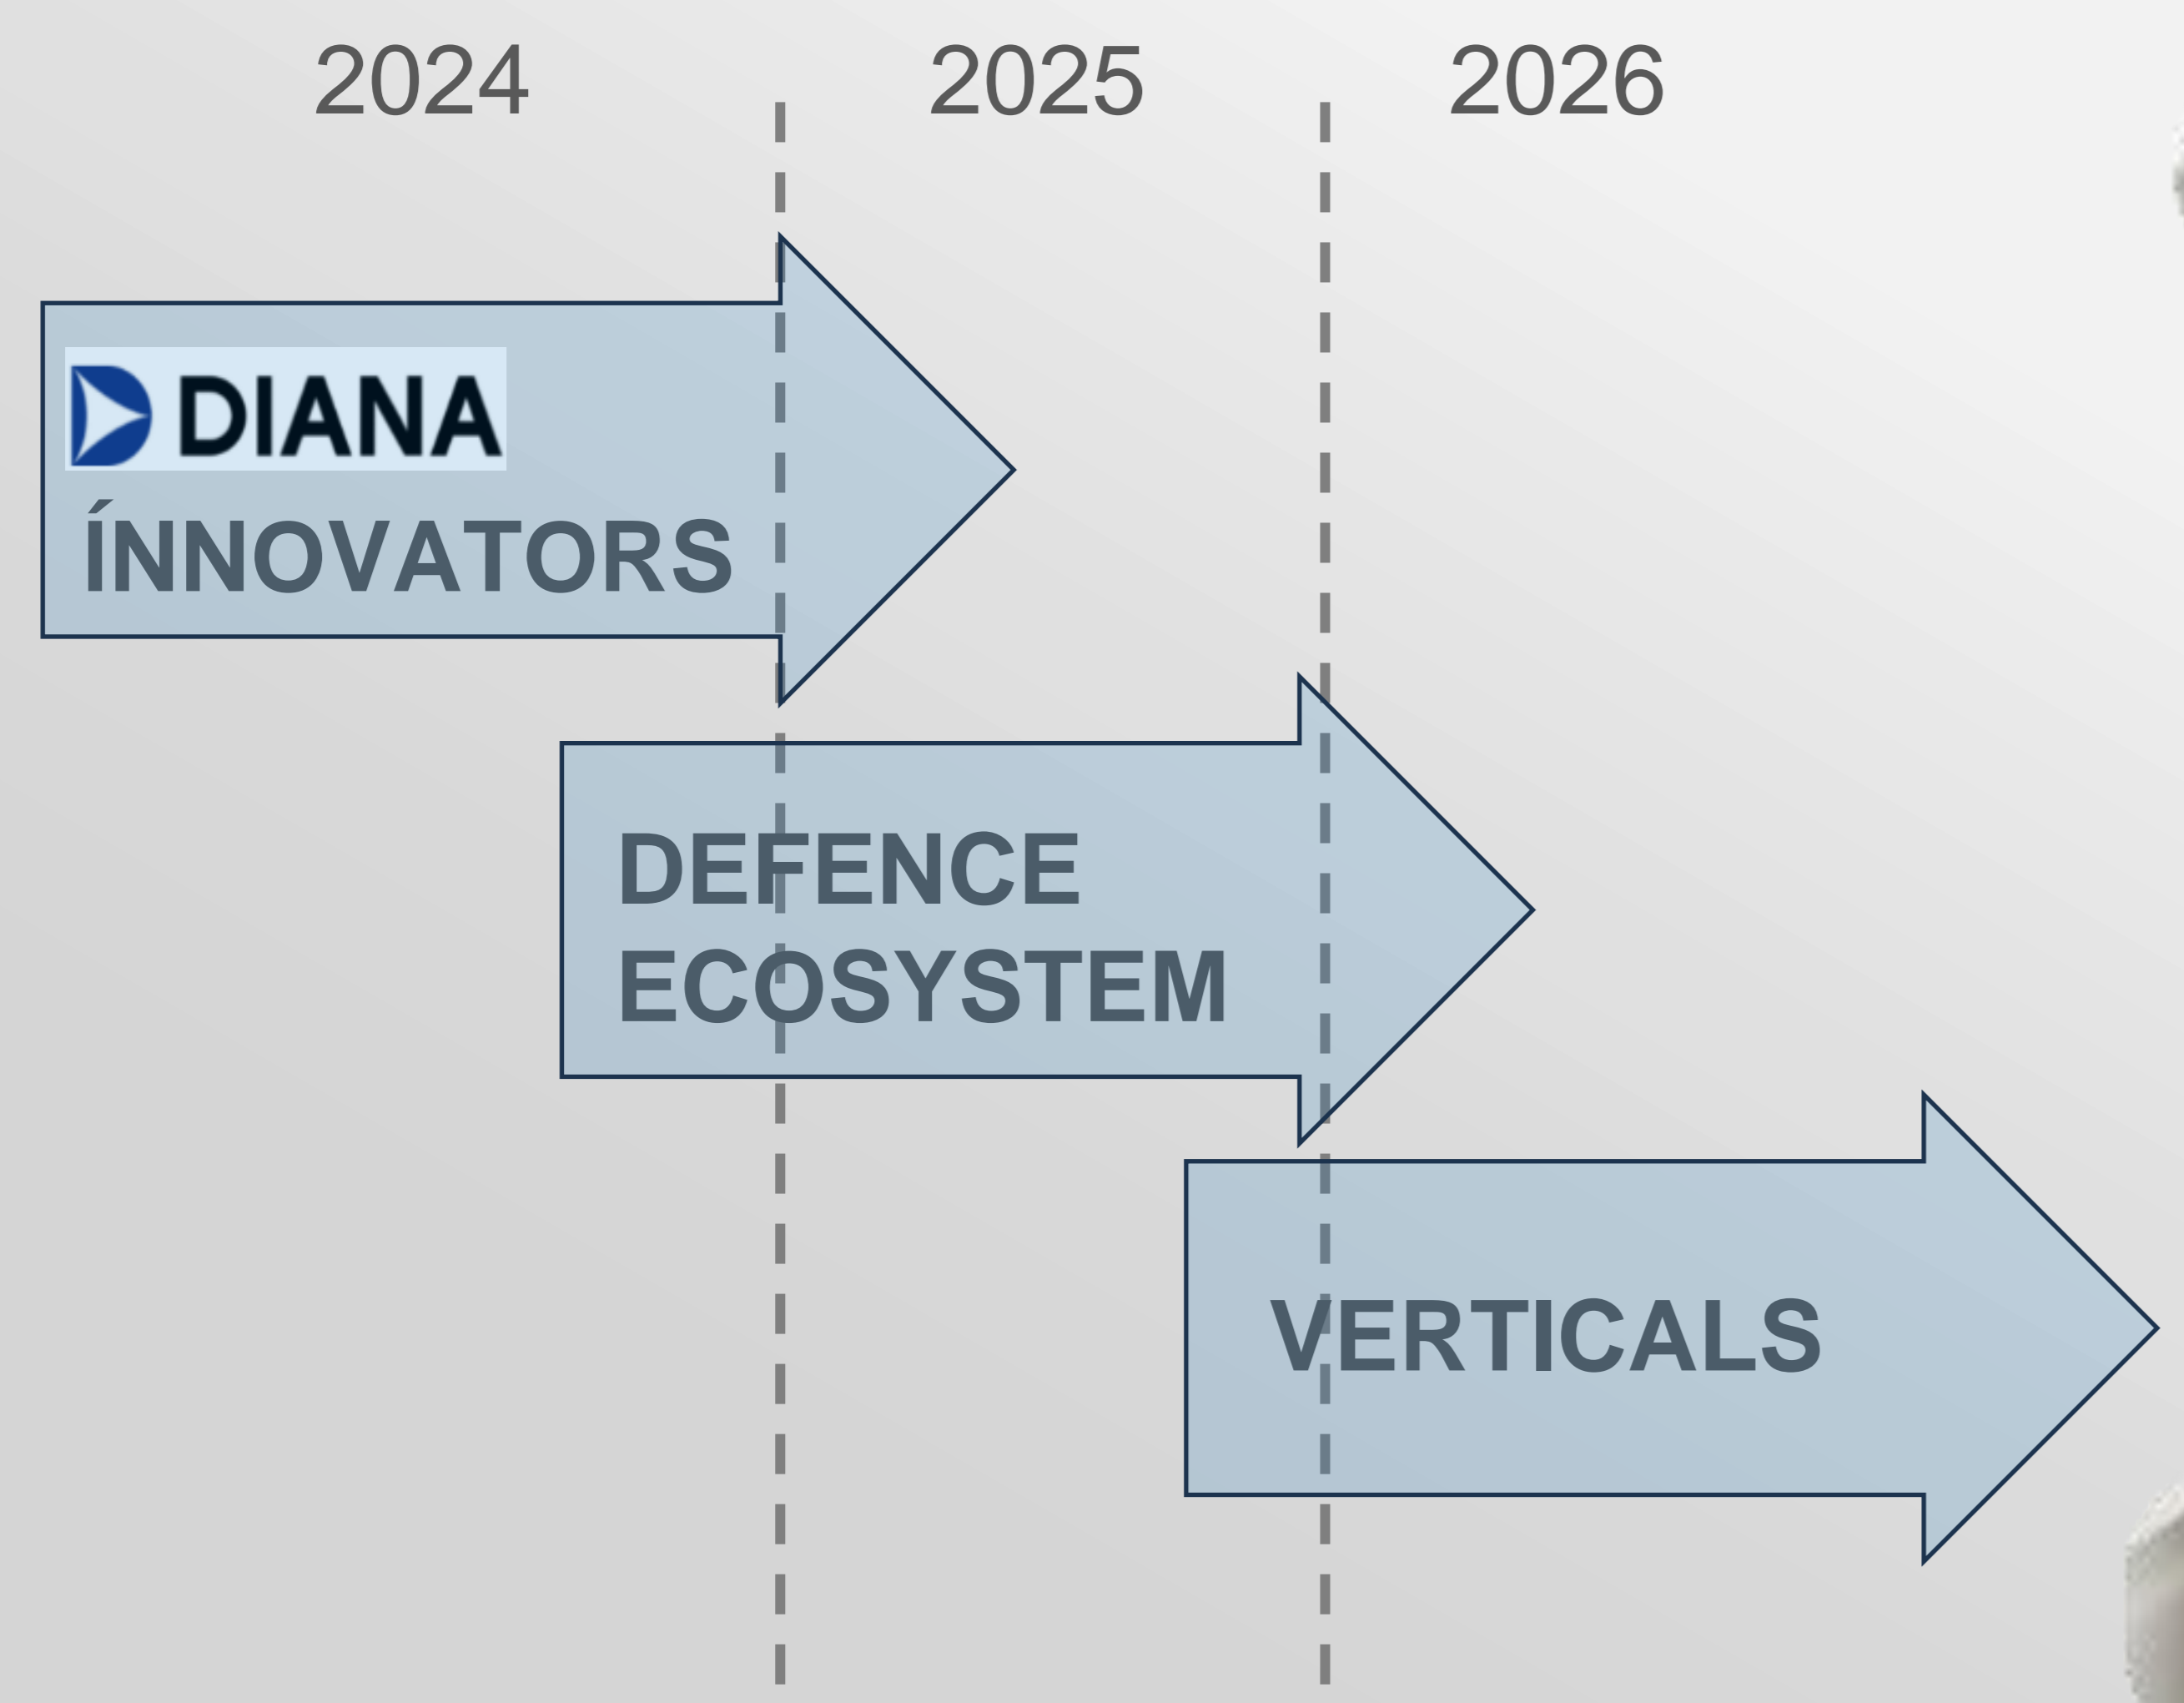 2024 2025 2026
DIANA
ÍNNOVATORS
DEFENCE
ECOSYSTEM
VERTICALS